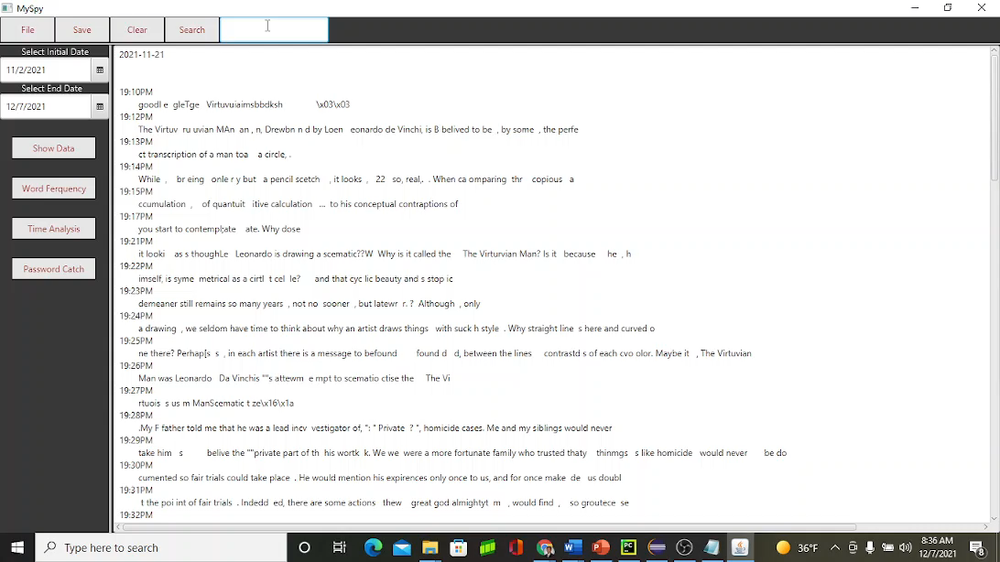 MySpy
File Save Clear Search
Select Initial Date
11/2/2021
Select End Date
12/7/2021
Show Data
Word Ferquency
Time Analysis
Password Catch
2021-11-21
19:10PM
goodl e gleTge Virtuvuiaimsbbdksh \x03\x03
19:12PM
The Virtuv ru uvian MAn an , n, Drewbn n d by Loen eonardo de Vinchi, is B belived to be , by some , the perfe
19:13PM
ct transcription of a man toa a circle, .
19:14PM
While , br eing onle r y but a pencil scetch , it looks , 22 so, real,. . When ca omparing thr copious a
19:15PM
ccumulation , of quantuit itive calculation ... to his conceptual contraptions of
19:17PM
you start to contempl;ate ate. Why dose
19:21PM
it looki as s thoughLe Leonardo is drawing a scematic??W Why is it called the The Virturvian Man? Is it because he , h
19:22PM
imself, is syme metrical as a cirtl t cel le? and that cyc lic beauty and s stop ic
19:23PM
demeaner still remains so many years , not no sooner , but latewr r. ? Although , only
19:24PM
a drawing , we seldom have time to think about why an artist draws things with suck h style . Why straight line s here and curved o
19:25PM
ne there? Perhap[s s , in each artist there is a message to befound found d d, between the lines contrastd s of each cvo olor. Maybe it , The Virtuvian
19:26PM
Man was Leonardo Da Vinchis ""s attewm e mpt to scematio ctise the The Vi
19:27PM
rtuois s us m ManScematic t ze\x16\x1a
19:28PM
.My F father told me that he was a lead incv vestigator of, ": " Private ? ", homicide cases. Me and my siblings would never
19:29PM
take him s belive the ""private part of th his wortk k. We we were a more fortunate family who trusted thaty thinmgs s like homicide would never be do
19:30PM
cumented so fair trials could take place . He would mention his expirences only once to us, and for once make de us doubl
19:31PM
t the poi int of fair trials . Indedd ed, there are some actions thew great god almightyt m , would find , so groutece se
19:32PM
Type here to search
36°F
8:36 AM
12/7/2021